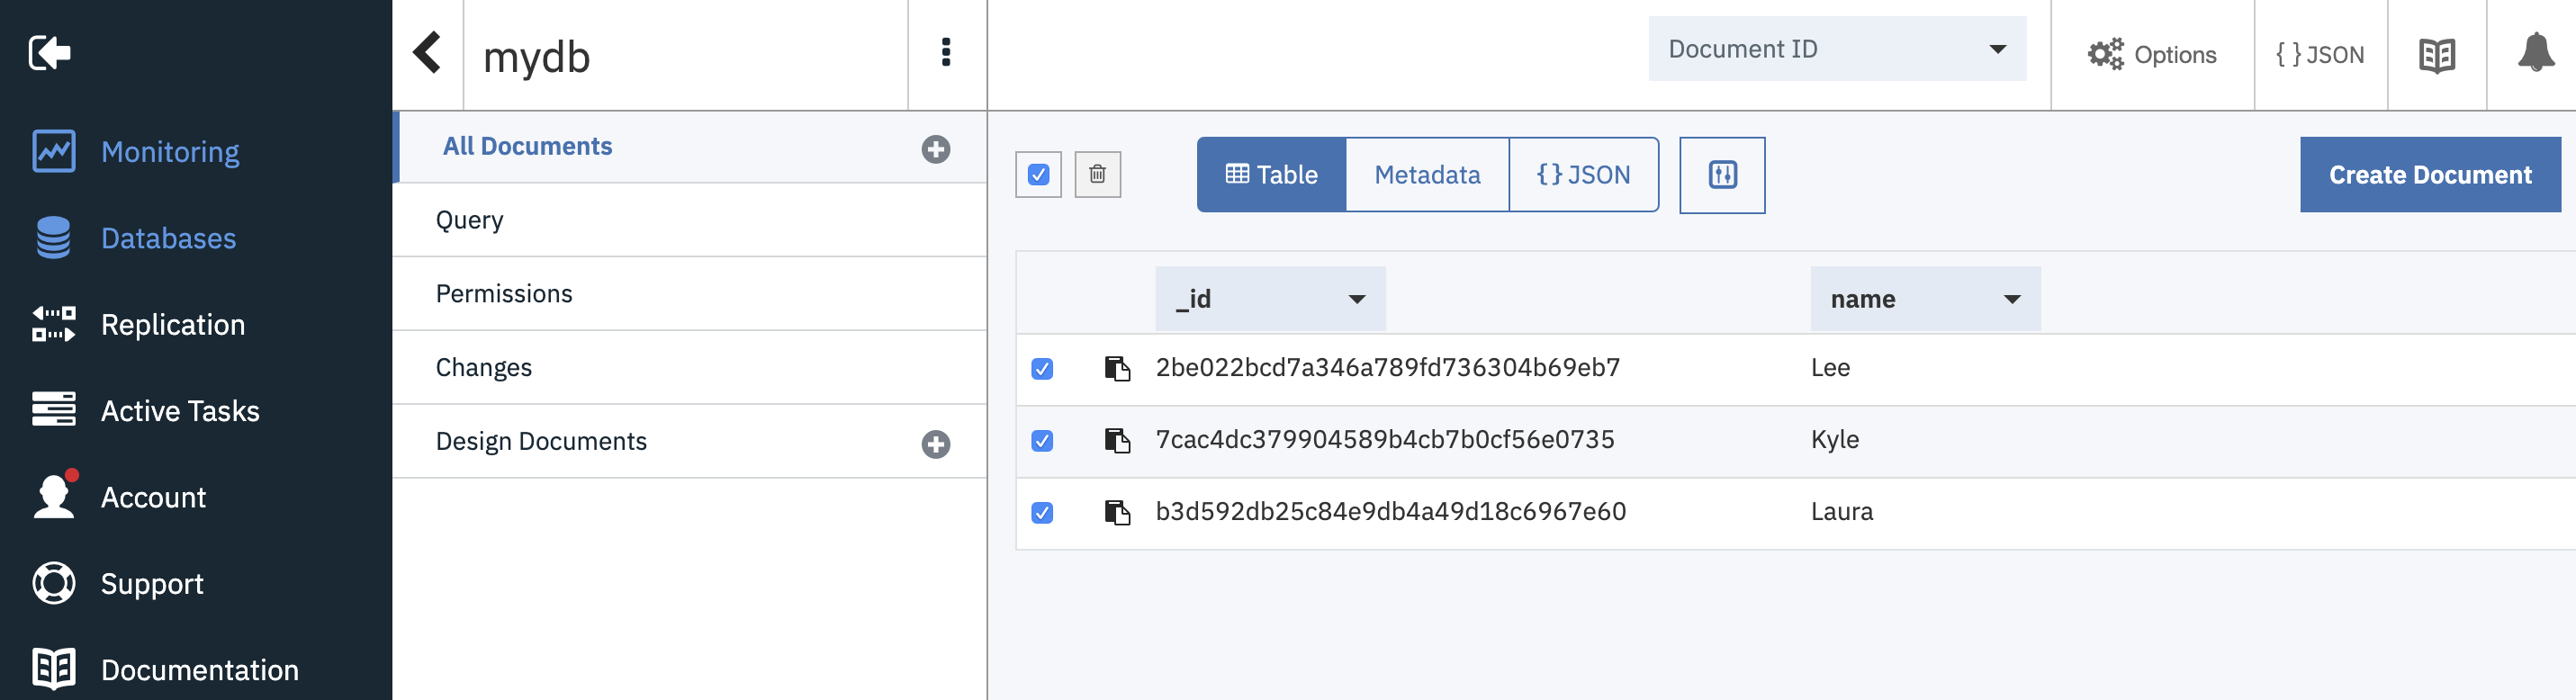 Monitoring
Databases
Replication
Active Tasks
Account
Support
Documentation
mydb
All Documents
Query
Permissions
Changes
Design Documents
Document ID
Options
{ } JSON
Table
Metadata
{ } JSON
Create Document
_id name
2be022bcd7a346a789fd736304b69eb7 Lee
7cac4dc379904589b4cb7b0cf56e0735 Kyle
b3d592db25c84e9db4a49d18c6967e60 Laura